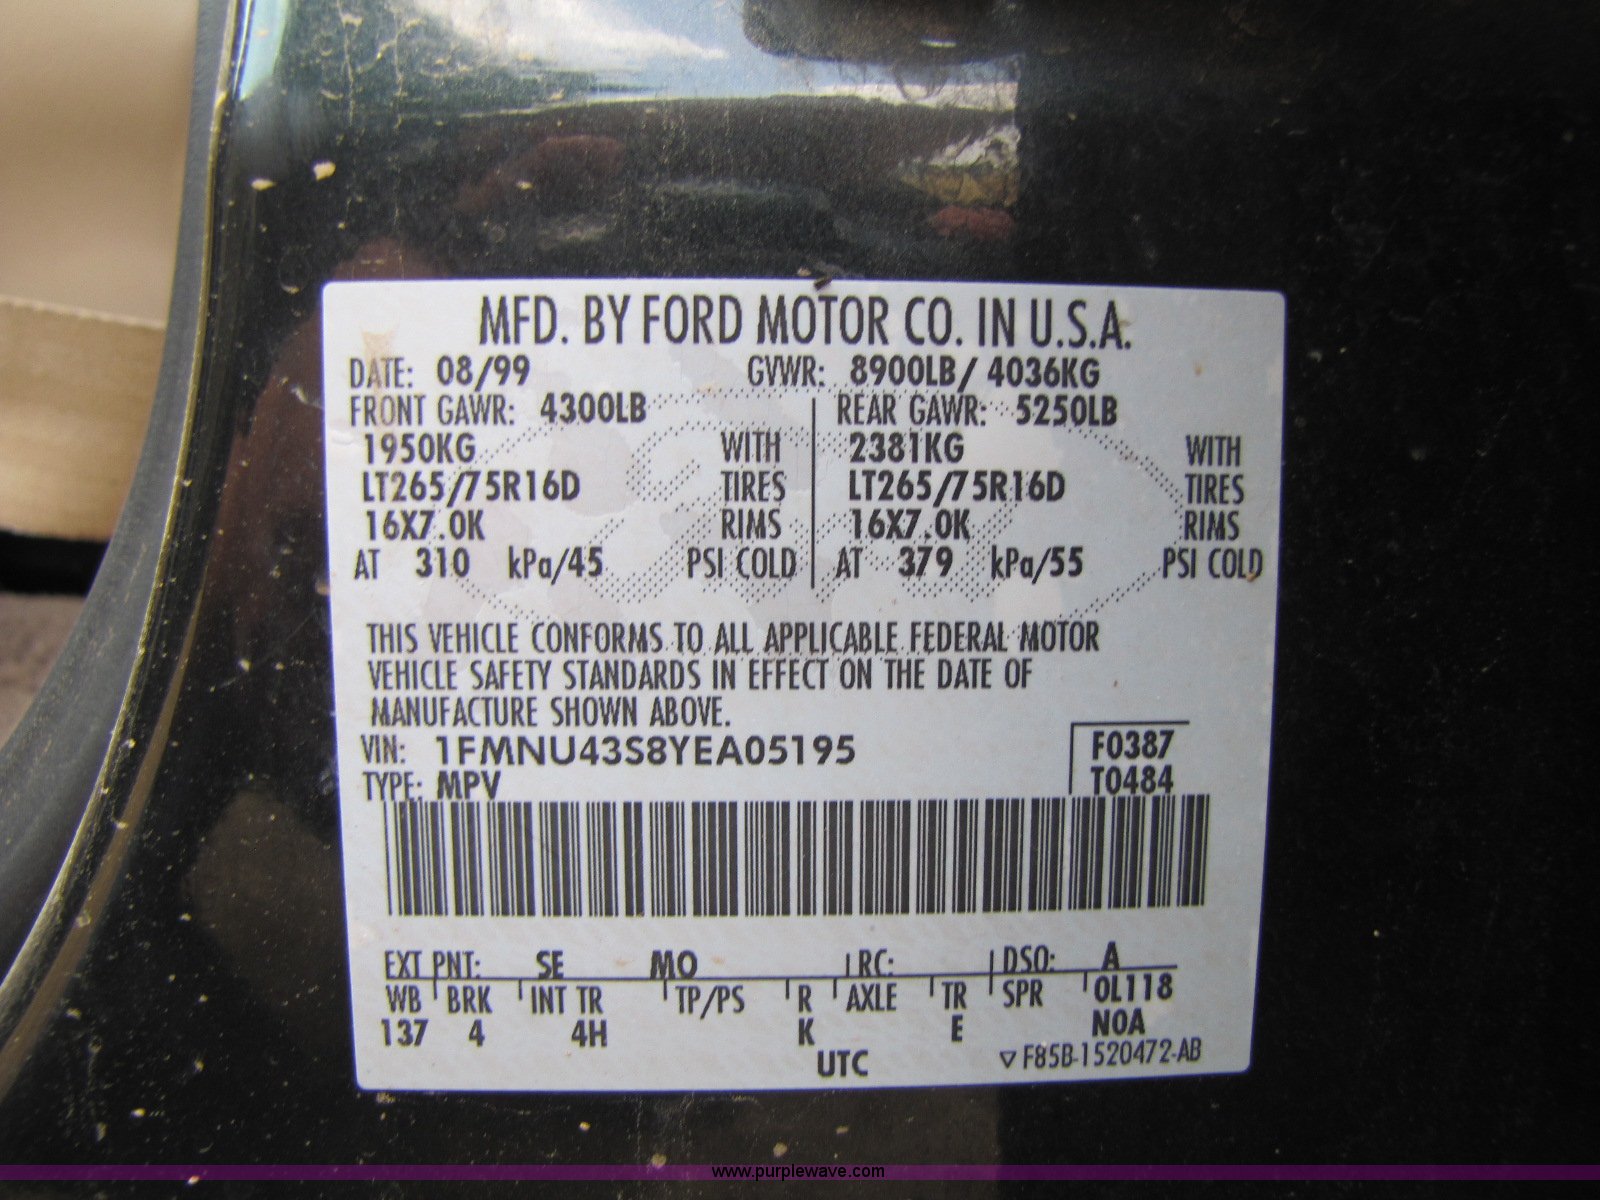 MFD. BY FORD MOTOR CO. IN U.S.A.
DATE: 08/99 GVWR: 8900LB/ 4036KG
FRONT GAWR: 4300LB REAR GAWR: 5250LB
1950KG WITH 2381KG WITH
LT265/75R16D TIRES LT265/75R16D TIRES
16X7.0K RIMS 16X7.0K RIMS
AT 310 kPa/45 PSI COLD AT 379 kPa/55 PSI COLD
THIS VEHICLE CONFORMS TO ALL APPLICABLE FEDERAL MOTOR
VEHICLE SAFETY STANDARDS IN EFFECT ON THE DATE OF
MANUFACTURE SHOWN ABOVE.
VIN: 1FMNU43S8YEA05195 F0387
TYPE: MPV T0484
EXT PNT: SE MO RC: DSO: A
WB BRK INT TR TP/PS R AXLE TR SPR OL118
137 4 4H K E NOA
UTC F85B-1520472-AB
www.purplewave.com